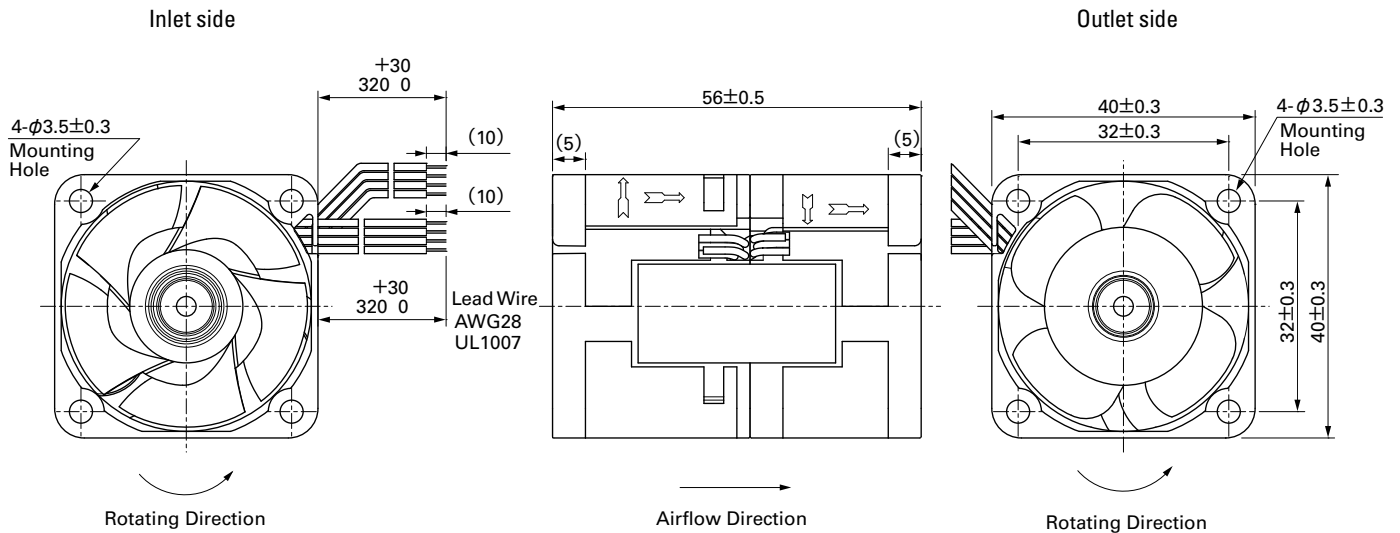 Inlet side
Outlet side
+30
320 0
4-φ3.5±0.3
Mounting
Hole
(10)
(10)
+30
320 0
Lead Wire
AWG28
UL1007
56±0.5
(5)
(5)
40±0.3
32±0.3
4-φ3.5±0.3
Mounting
Hole
32±0.3
40±0.3
Rotating Direction
Airflow Direction
Rotating Direction